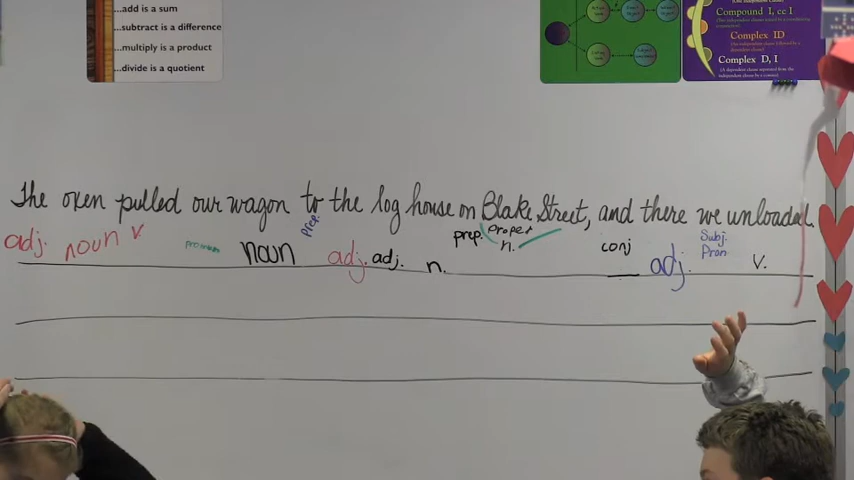 ...add is a sum
...subtract is a difference
...multiply is a product
...divide is a quotient
Compound I, cc I
Complex ID
Complex D, I
The oxen pulled our wagon to the log house on Blake Street, and there we unloaded.
adj. noun v. pronoun noun prep. adj. adj. n. prep. Proper n. conj adj. Subj. Pron v.